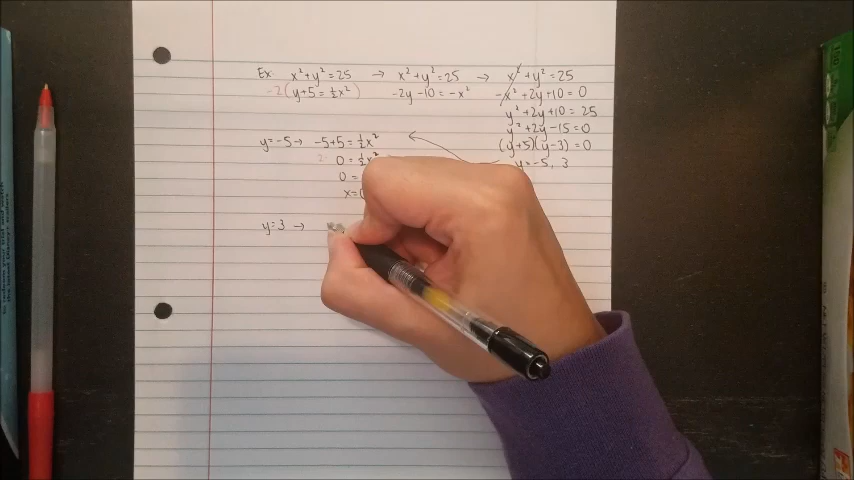 Ex: x²+y²=25 → x²+y²=25 → x²+y²=25
-2(y+5=½x²) -2y-10=-x² -x²+2y+10=0
y²+2y+10=25
y²+2y-15=0
y=-5→ -5+5=½x² (y+5)(y-3)=0
2· 0=½x² y=-5, 3
0=
x=0
y=3 →